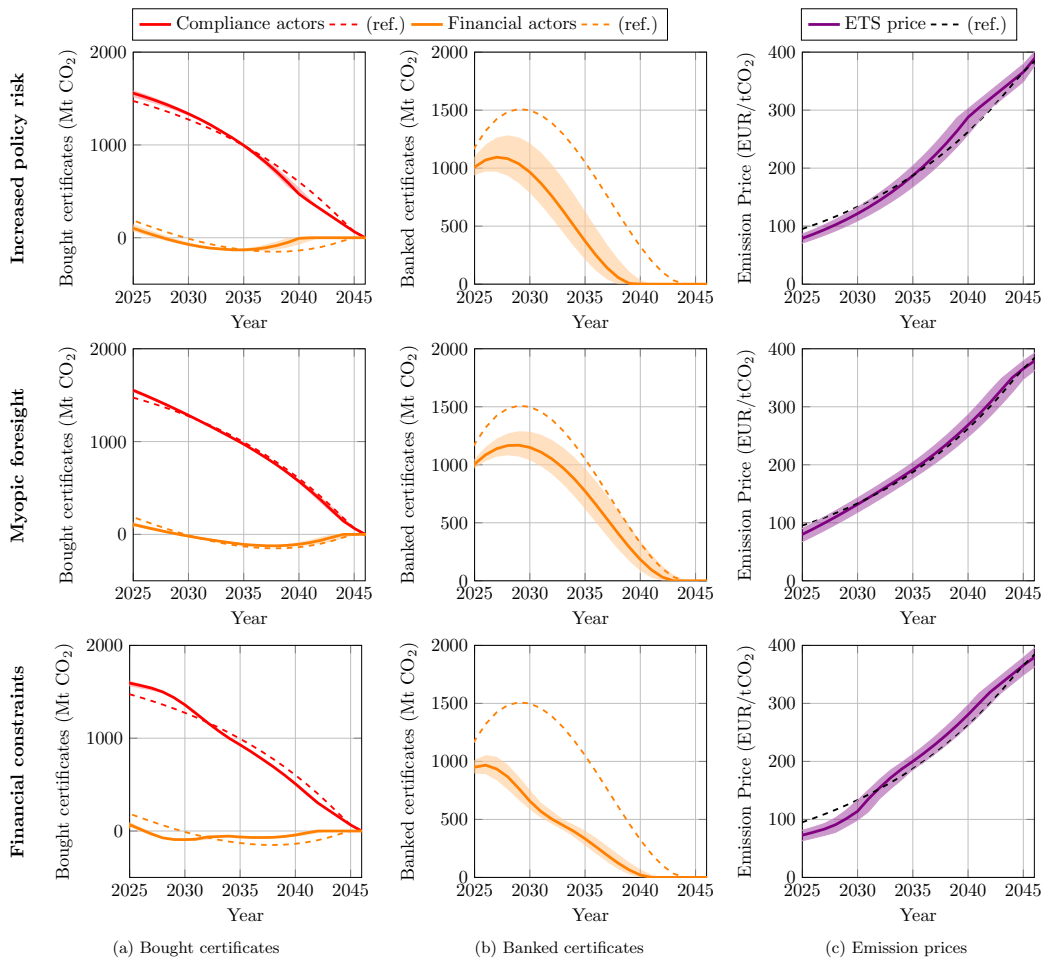 Compliance actors (ref.) Financial actors (ref.)
ETS price (ref.)
Increased policy risk
Bought certificates (Mt CO₂)
2000
1000
0
2025 2030 2035 2040 2045
Year
Banked certificates (Mt CO₂)
2000
1500
1000
500
0
2025 2030 2035 2040 2045
Year
Emission Price (EUR/tCO₂)
400
300
200
100
0
2025 2030 2035 2040 2045
Year
Myopic foresight
Bought certificates (Mt CO₂)
2000
1000
0
2025 2030 2035 2040 2045
Year
Banked certificates (Mt CO₂)
2000
1500
1000
500
0
2025 2030 2035 2040 2045
Year
Emission Price (EUR/tCO₂)
400
300
200
100
0
2025 2030 2035 2040 2045
Year
Financial constraints
Bought certificates (Mt CO₂)
2000
1000
0
2025 2030 2035 2040 2045
Year
Banked certificates (Mt CO₂)
2000
1500
1000
500
0
2025 2030 2035 2040 2045
Year
Emission Price (EUR/tCO₂)
400
300
200
100
0
2025 2030 2035 2040 2045
Year
(a) Bought certificates
(b) Banked certificates
(c) Emission prices